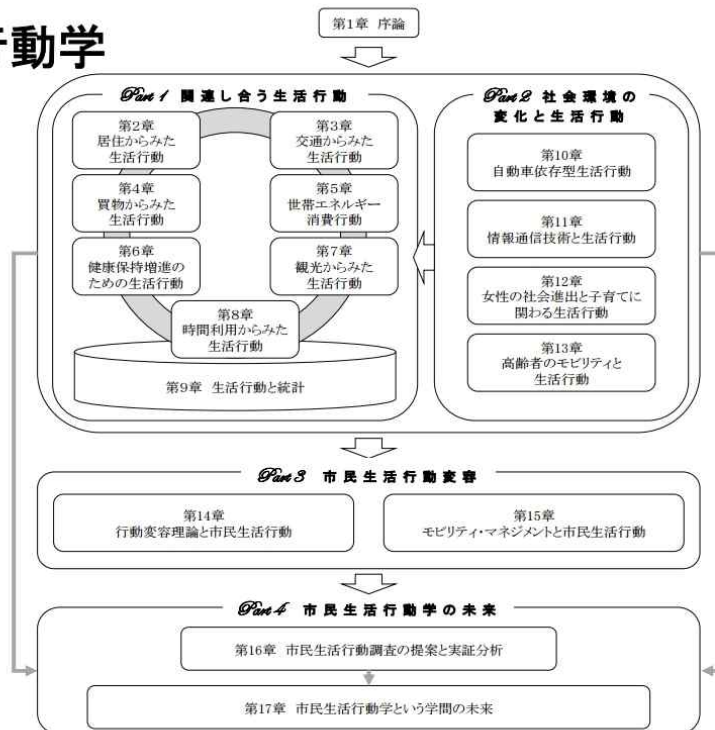 行動学
第1章 序論
Part 1 関連し合う生活行動
第2章
居住からみた
生活行動
第3章
交通からみた
生活行動
第4章
買物からみた
生活行動
第5章
世帯エネルギー
消費行動
第6章
健康保持増進の
ための生活行動
第7章
観光からみた
生活行動
第8章
時間利用からみた
生活行動
第9章 生活行動と統計
Part 2 社会環境の
変化と生活行動
第10章
自動車依存型生活行動
第11章
情報通信技術と生活行動
第12章
女性の社会進出と子育てに
関わる生活行動
第13章
高齢者のモビリティと
生活行動
Part 3 市民生活行動変容
第14章
行動変容理論と市民生活行動
第15章
モビリティ・マネジメントと市民生活行動
Part 4 市民生活行動学の未来
第16章 市民生活行動調査の提案と実証分析
第17章 市民生活行動学という学問の未来